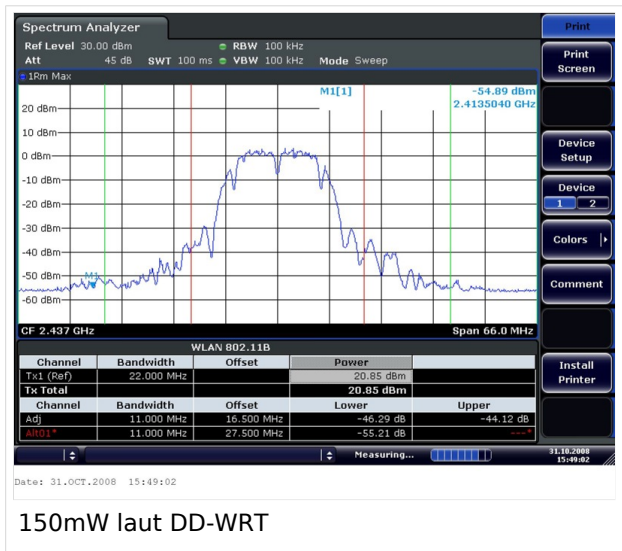 Spectrum Analyzer
Ref Level 30.00 dBm RBW 100 kHz
Att 45 dB SWT 100 ms VBW 100 kHz Mode Sweep
1Rm Max
M1[1] -54.89 dBm
2.4135040 GHz
20 dBm
10 dBm
0 dBm
-10 dBm
-20 dBm
-30 dBm
-40 dBm
-50 dBm
M1
-60 dBm
CF 2.437 GHz Span 66.0 MHz
WLAN 802.11B
Channel Bandwidth Offset Power
Tx1 (Ref) 22.000 MHz 20.85 dBm
Tx Total 20.85 dBm
Channel Bandwidth Offset Lower Upper
Adj 11.000 MHz 16.500 MHz -46.29 dB -44.12 dB
Alt01* 11.000 MHz 27.500 MHz -55.21 dB ---*
Measuring... 31.10.2008
15:49:02
Print
Print
Screen
Device
Setup
Device
1 2
Colors
Comment
Install
Printer
Date: 31.OCT.2008 15:49:02
150mW laut DD-WRT